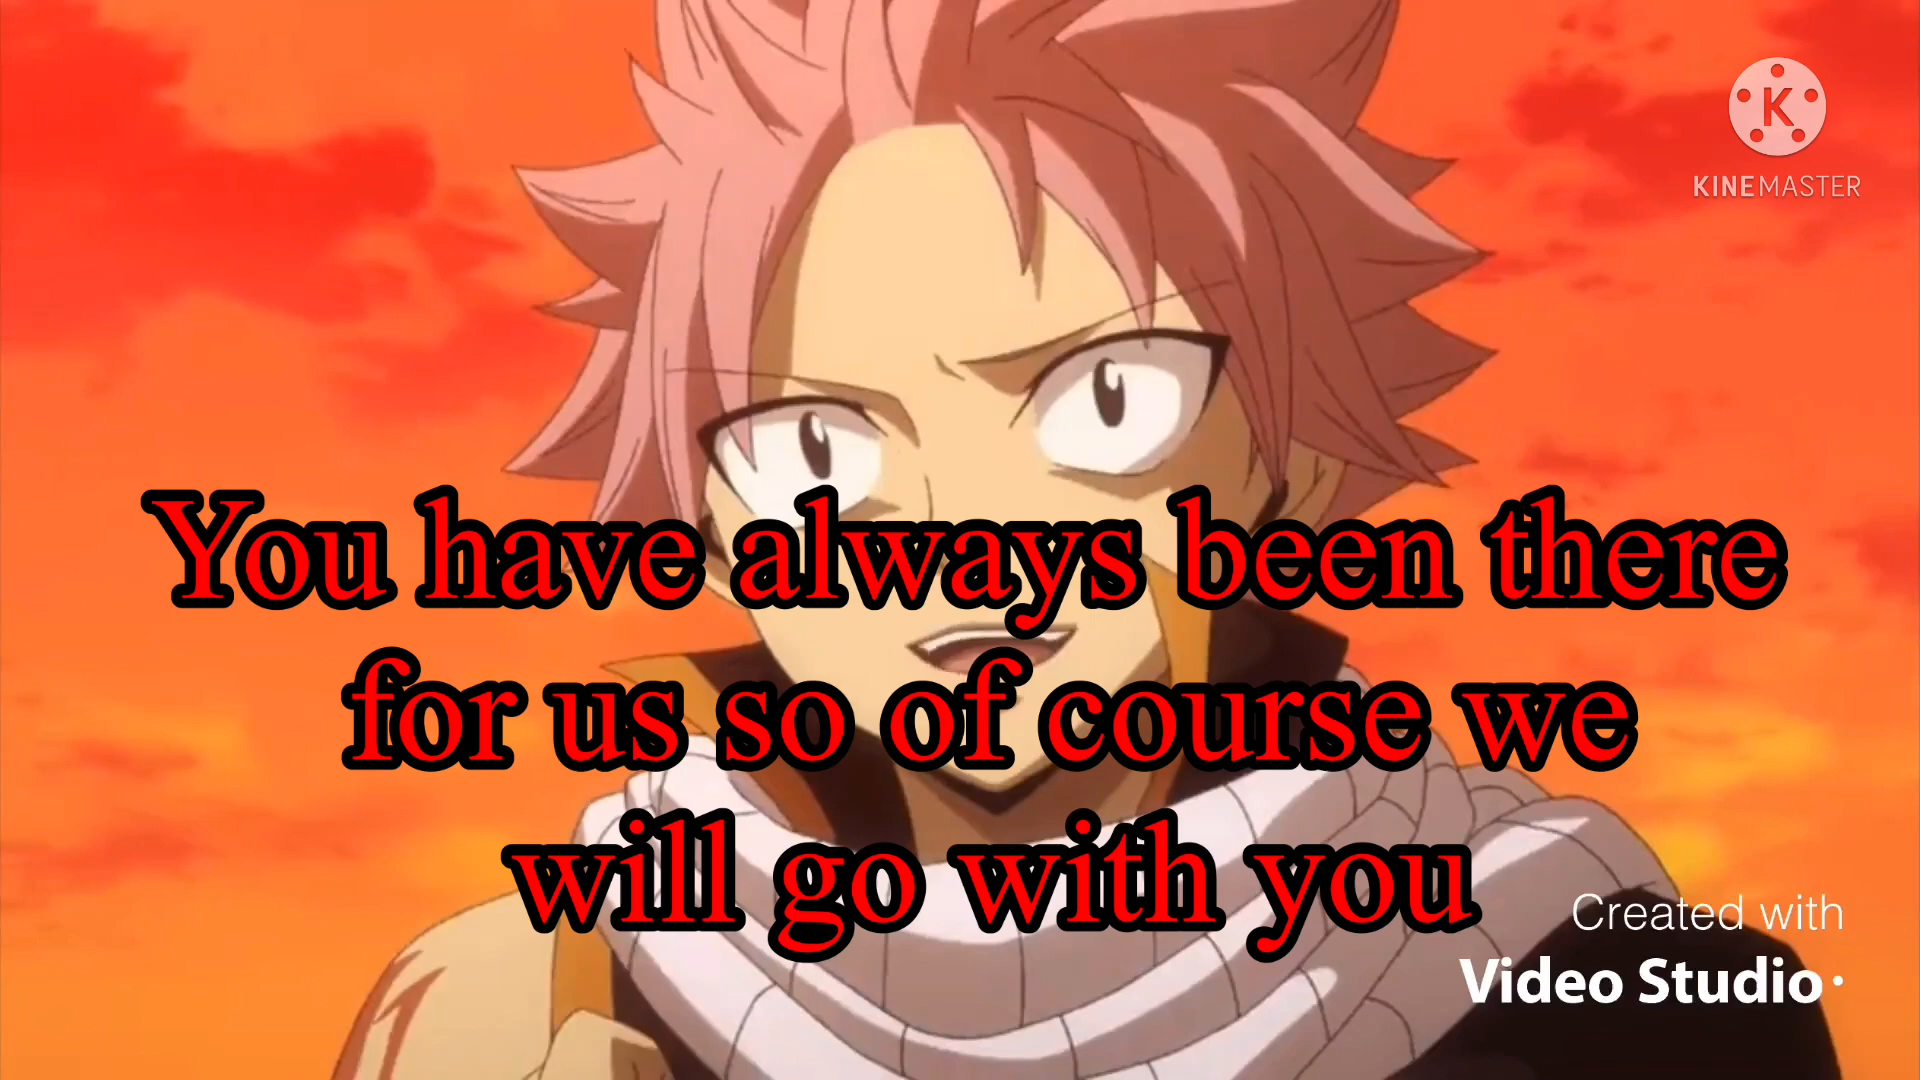 K
KINEMASTER
You have always been there
for us so of course we
will go with you
Created with
Video Studio